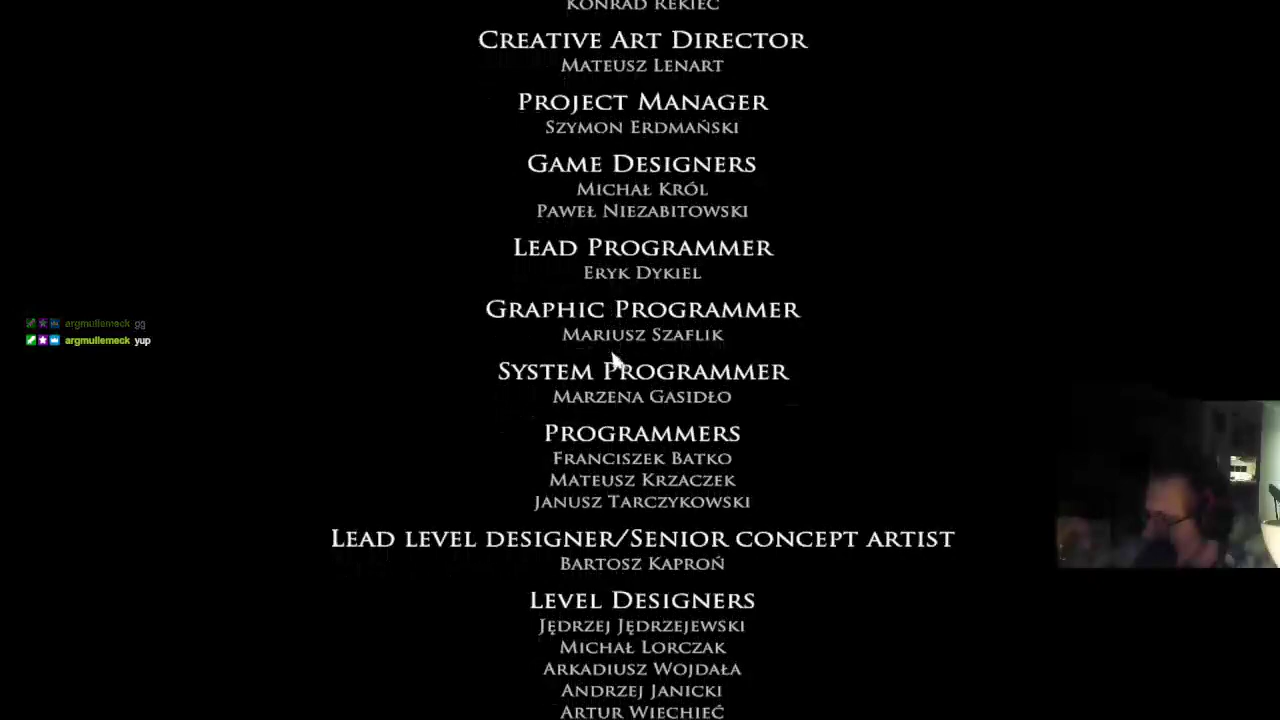 Konrad Rekieć
Creative Art Director
Mateusz Lenart
Project Manager
Szymon Erdmański
Game Designers
Michał Król
Paweł Niezabitowski
Lead Programmer
Eryk Dykiel
Graphic Programmer
Mariusz Szaflik
argmullemeck gg
argmullemeck yup
System Programmer
Marzena Gasidło
Programmers
Franciszek Batko
Mateusz Krzaczek
Janusz Tarczykowski
Lead level designer/Senior concept artist
Bartosz Kaproń
Level Designers
Jędrzej Jędrzejewski
Michał Lorczak
Arkadiusz Wojdała
Andrzej Janicki
Artur Wiechieć